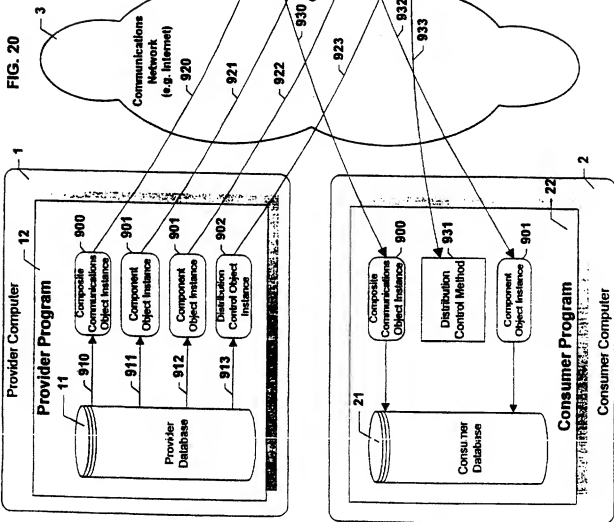 FIG. 20
3
Communications
Network
(e.g. Internet)
920
921
922
923
930
932
933
1
Provider Computer
12
Provider Program
11
Provider
Database
910
911
912
913
900
Composite
Communications
Object Instance
901
Component
Object Instance
901
Component
Object Instance
902
Distribution
Control Object
Instance
2
22
900
Composite
Communications
Object Instance
931
Distribution
Control Method
901
Component
Object Instance
21
Consumer
Database
Consumer Program
Consumer Computer